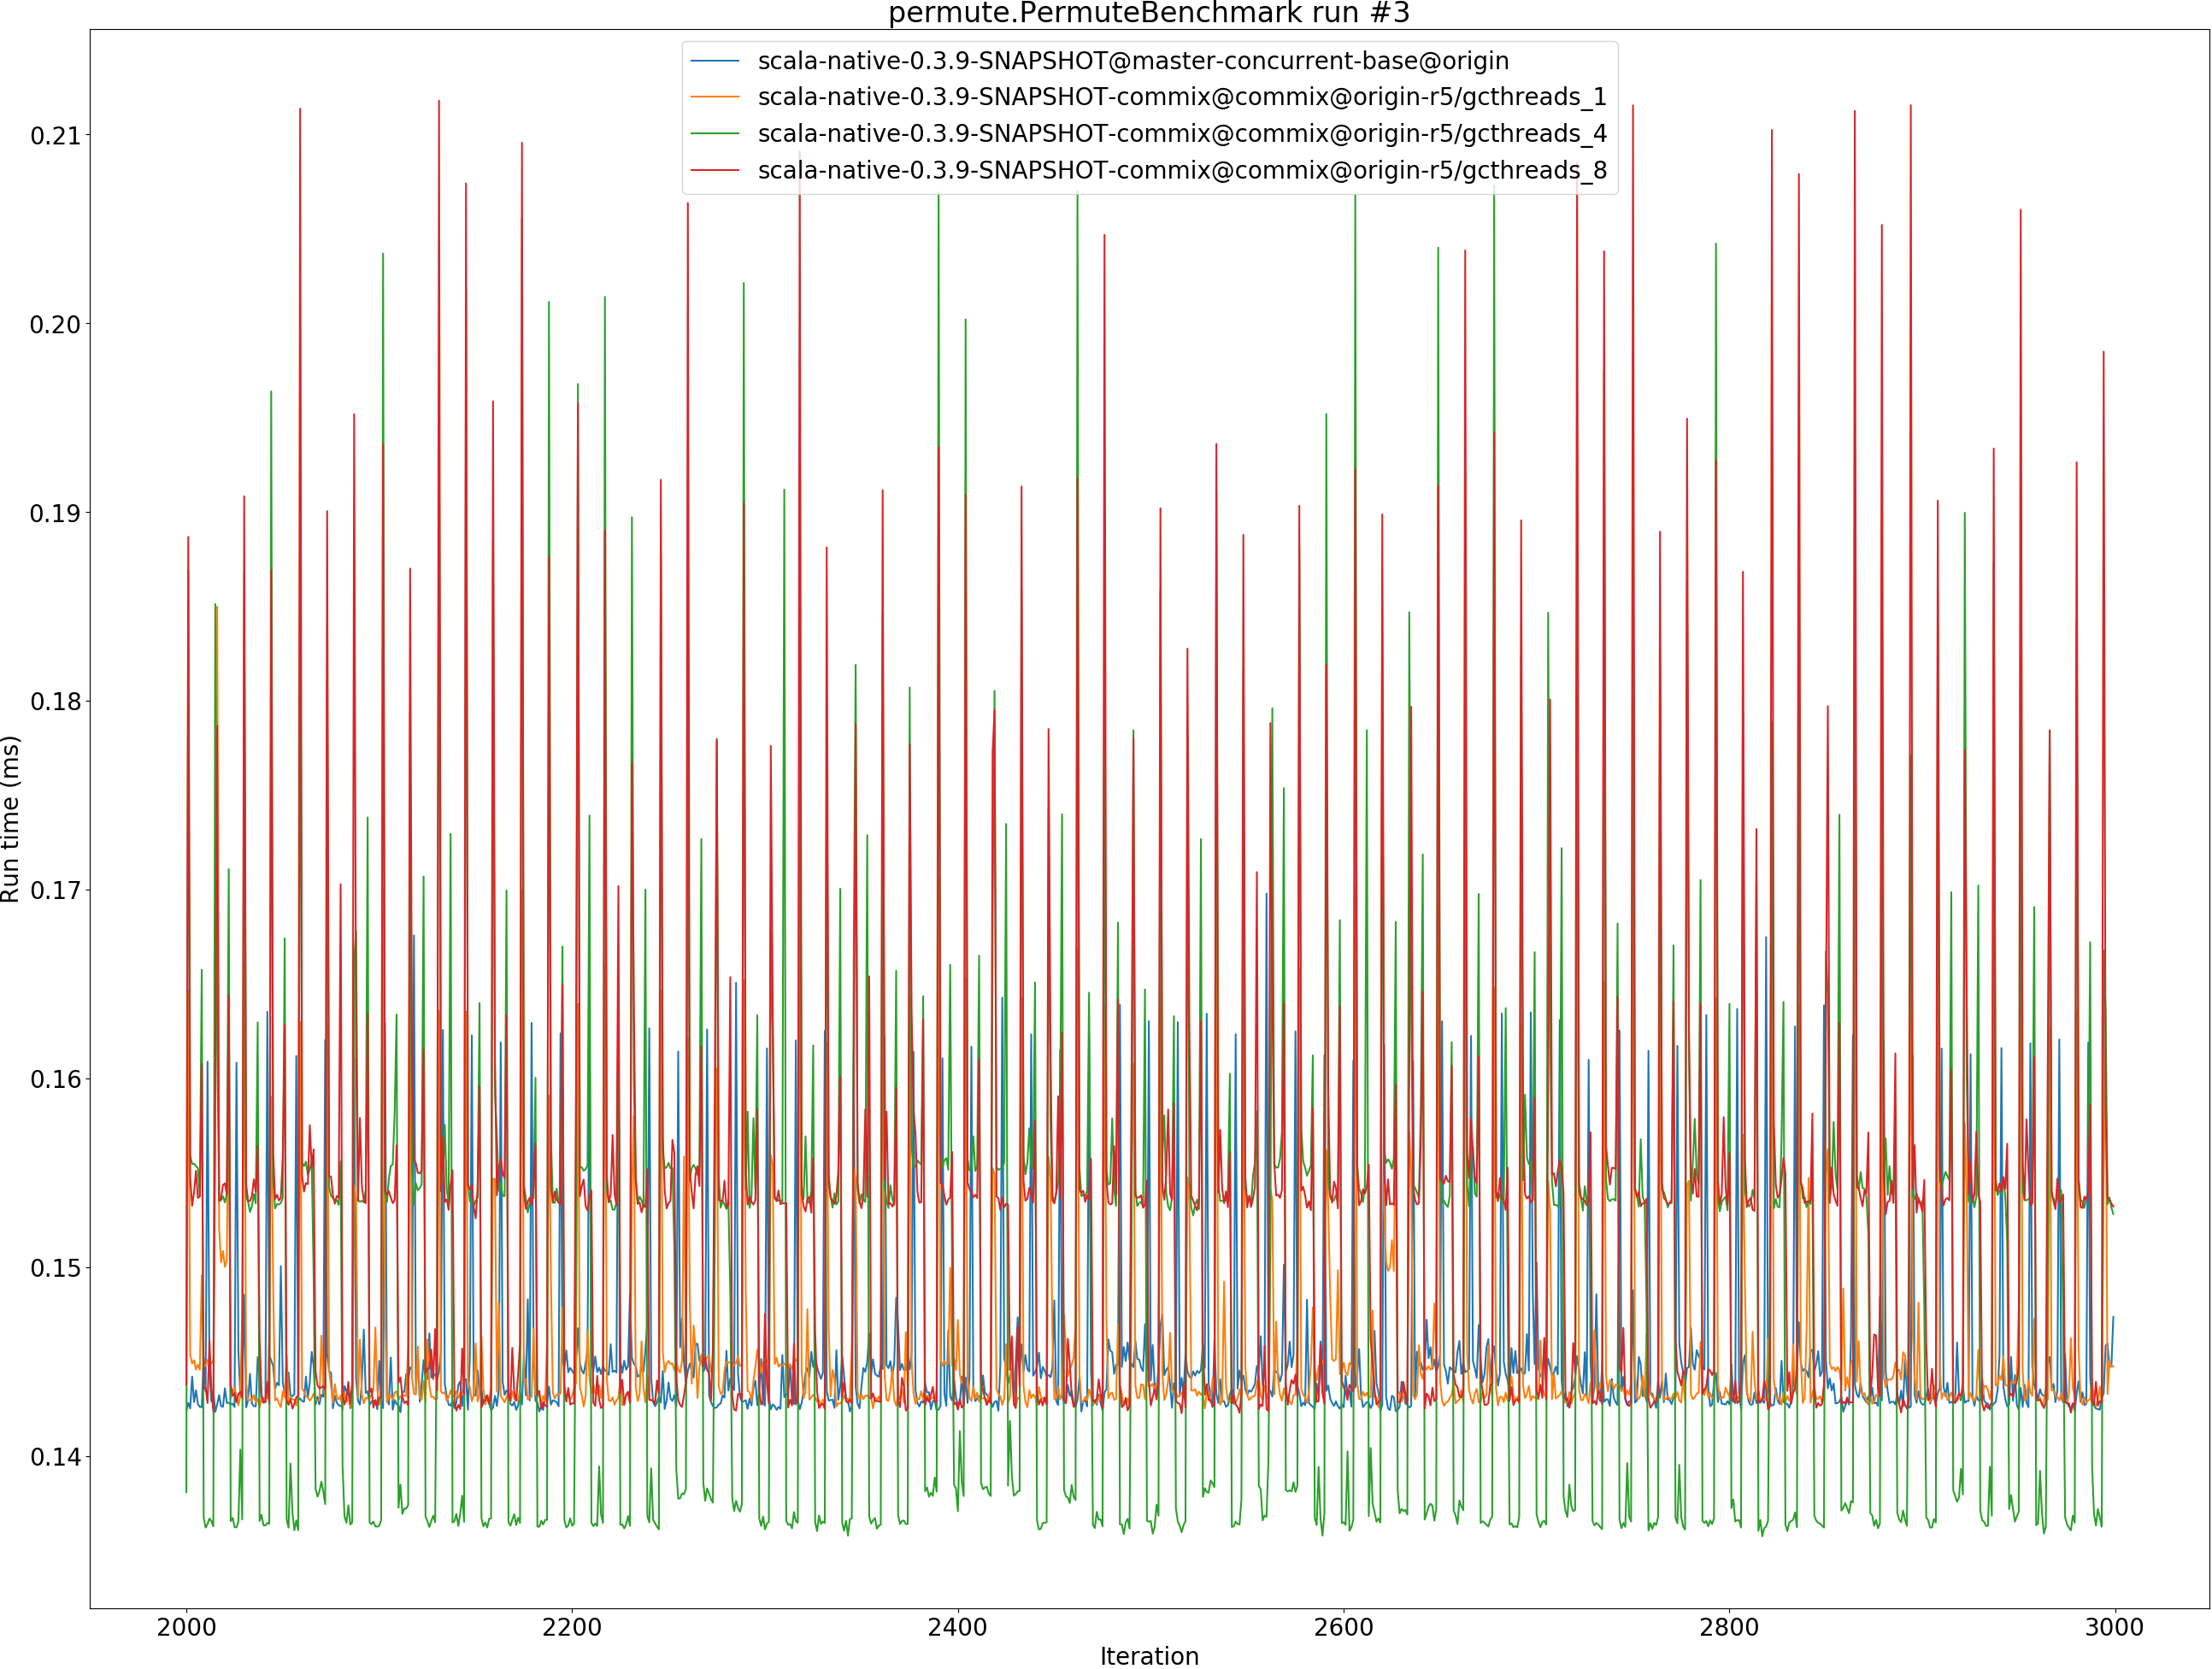 permute.PermuteBenchmark run #3
scala-native-0.3.9-SNAPSHOT@master-concurrent-base@origin
scala-native-0.3.9-SNAPSHOT-commix@commix@origin-r5/gcthreads_1
scala-native-0.3.9-SNAPSHOT-commix@commix@origin-r5/gcthreads_4
scala-native-0.3.9-SNAPSHOT-commix@commix@origin-r5/gcthreads_8
Run time (ms)
0.21
0.20
0.19
0.18
0.17
0.16
0.15
0.14
2000
2200
2400
2600
2800
3000
Iteration